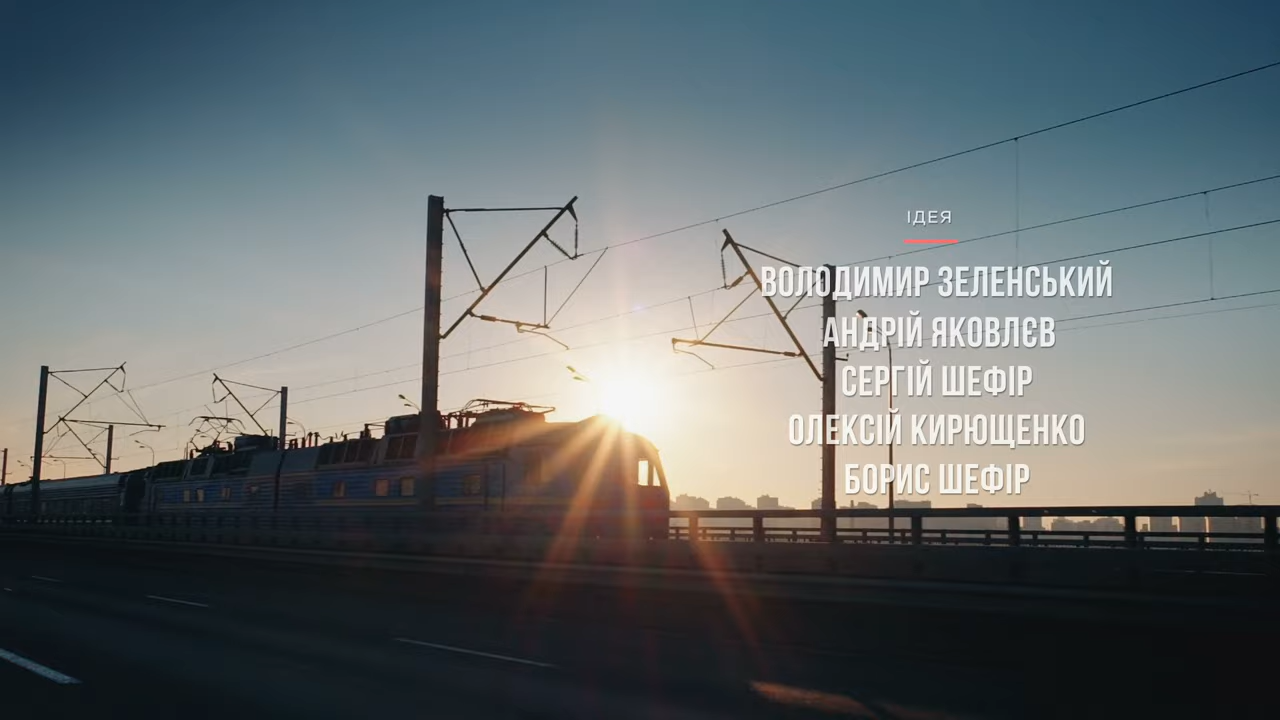 ІДЕЯ
ВОЛОДИМИР ЗЕЛЕНСЬКИЙ
АНДРІЙ ЯКОВЛЄВ
СЕРГІЙ ШЕФІР
ОЛЕКСІЙ КИРЮЩЕНКО
БОРИС ШЕФІР